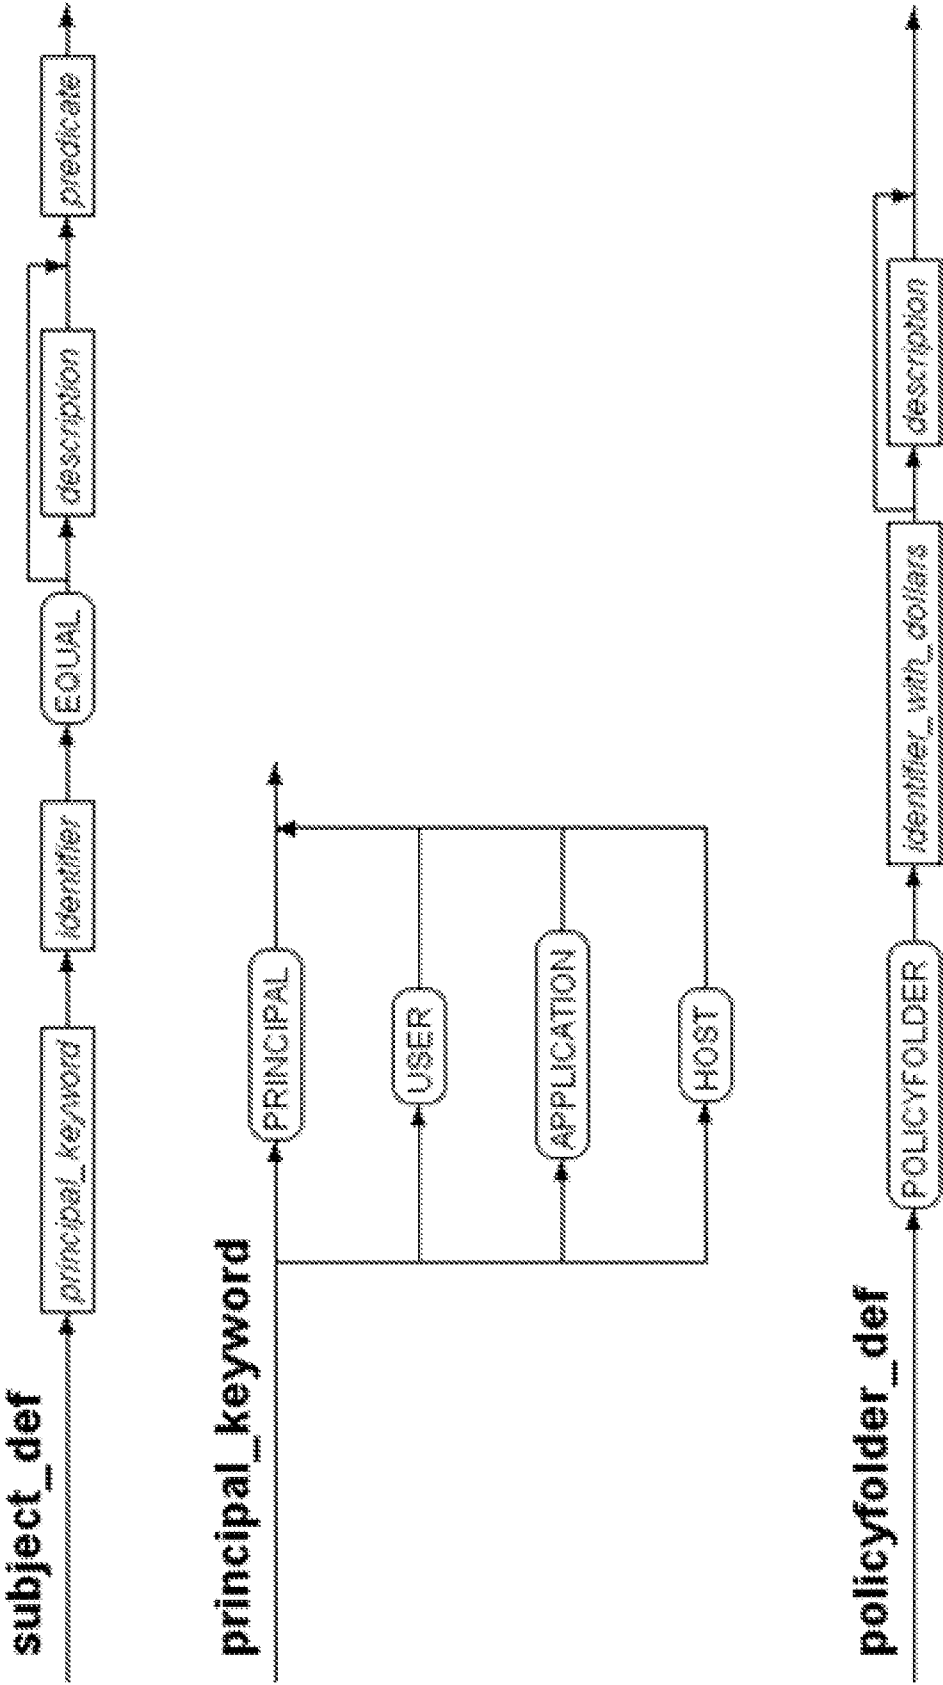 subject_def
principal_keyword identifier EQUAL description predicate
principal_keyword
PRINCIPAL
USER
APPLICATION
HOST
policyfolder_def
POLICYFOLDER identifier_with_dollars description